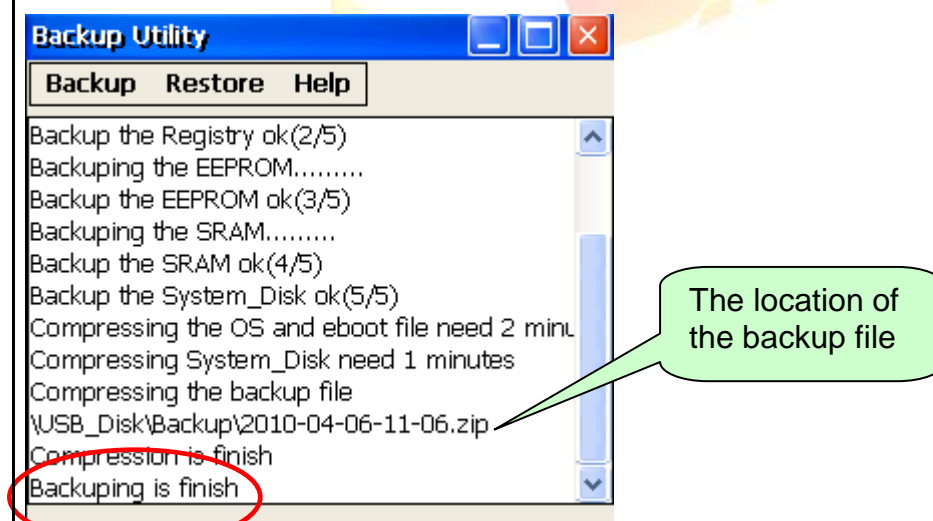 Backup Utility
Backup Restore Help
Backup the Registry ok(2/5)
Backuping the EEPROM.........
Backup the EEPROM ok(3/5)
Backuping the SRAM.........
Backup the SRAM ok(4/5)
Backup the System_Disk ok(5/5)
Compressing the OS and eboot file need 2 minu
Compressing System_Disk need 1 minutes
Compressing the backup file
\USB_Disk\Backup\2010-04-06-11-06.zip
Compression is finish
Backuping is finish
The location of
the backup file